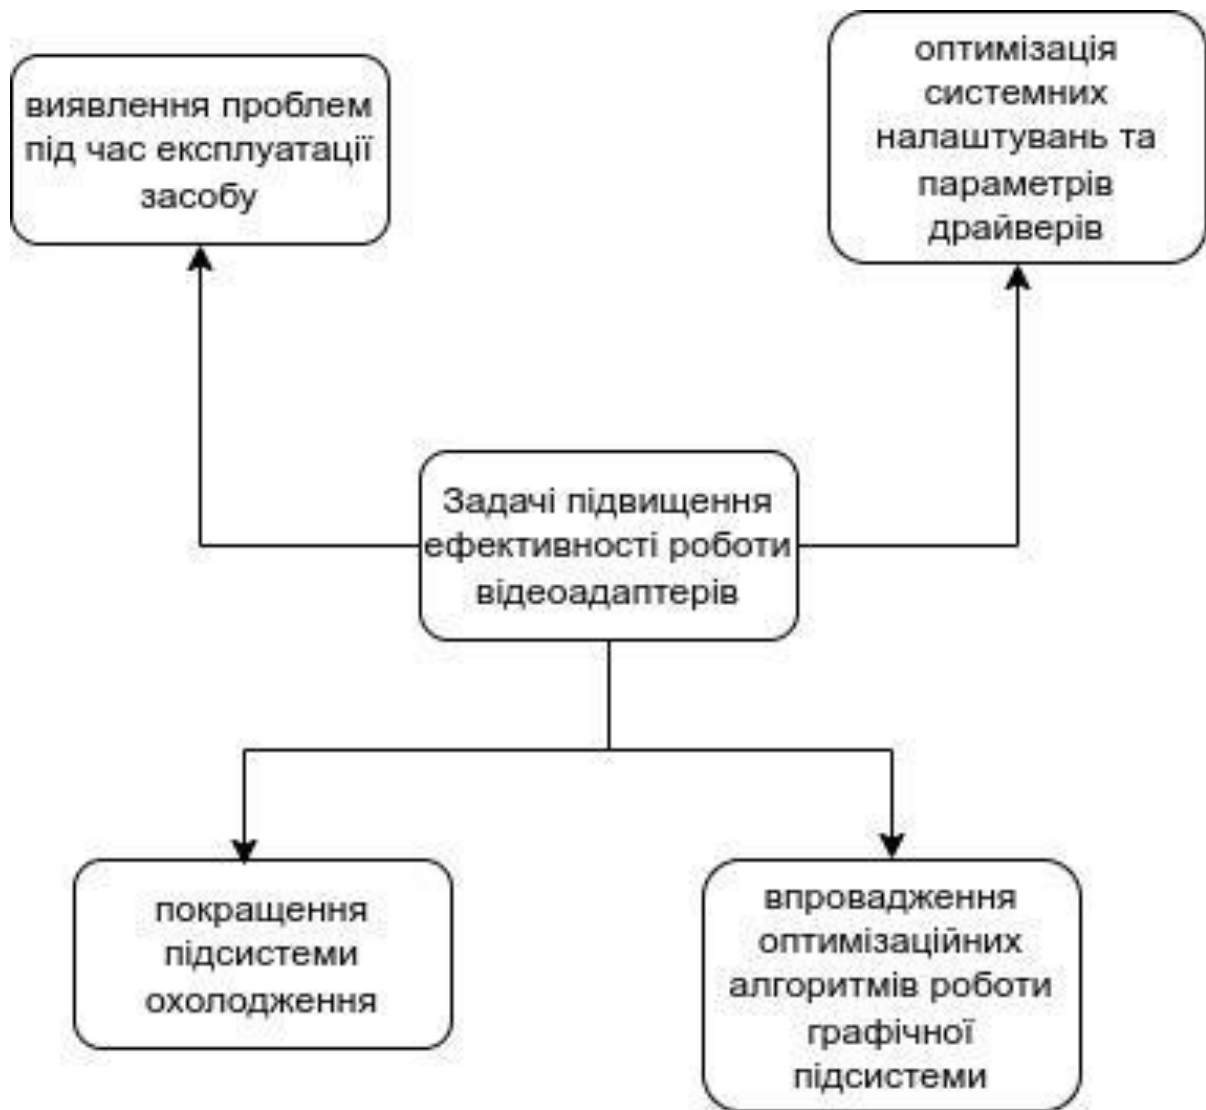 виявлення проблем
під час експлуатації
засобу
оптимізація
системних
налаштувань та
параметрів
драйверів
Задачі підвищення
ефективності роботи
відеоадаптерів
покращення
підсистеми
охолодження
впровадження
оптимізаційних
алгоритмів роботи
графічної
підсистеми